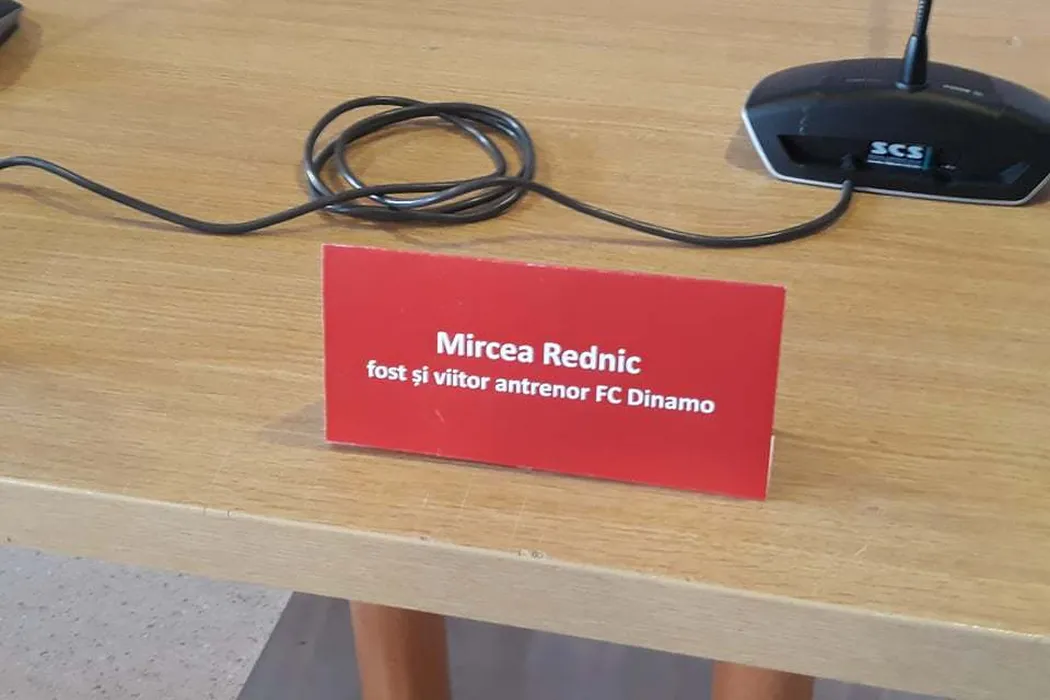 SCS
Mircea Rednic
fost și viitor antrenor FC Dinamo